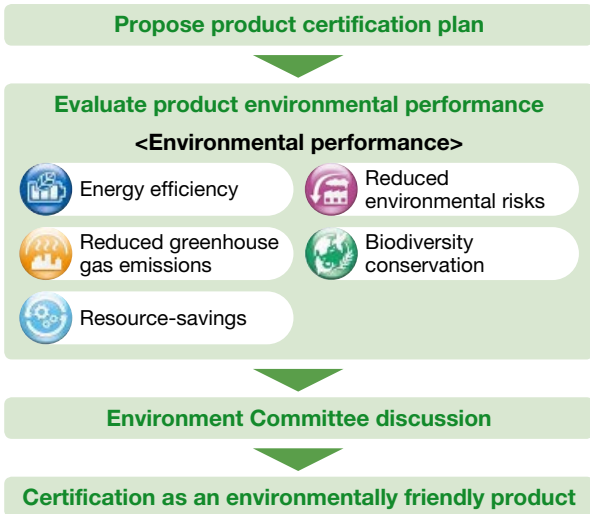 Propose product certification plan
Evaluate product environmental performance
<Environmental performance>
Energy efficiency
Reduced
environmental risks
Reduced greenhouse
gas emissions
Biodiversity
conservation
Resource-savings
Environment Committee discussion
Certification as an environmentally friendly product